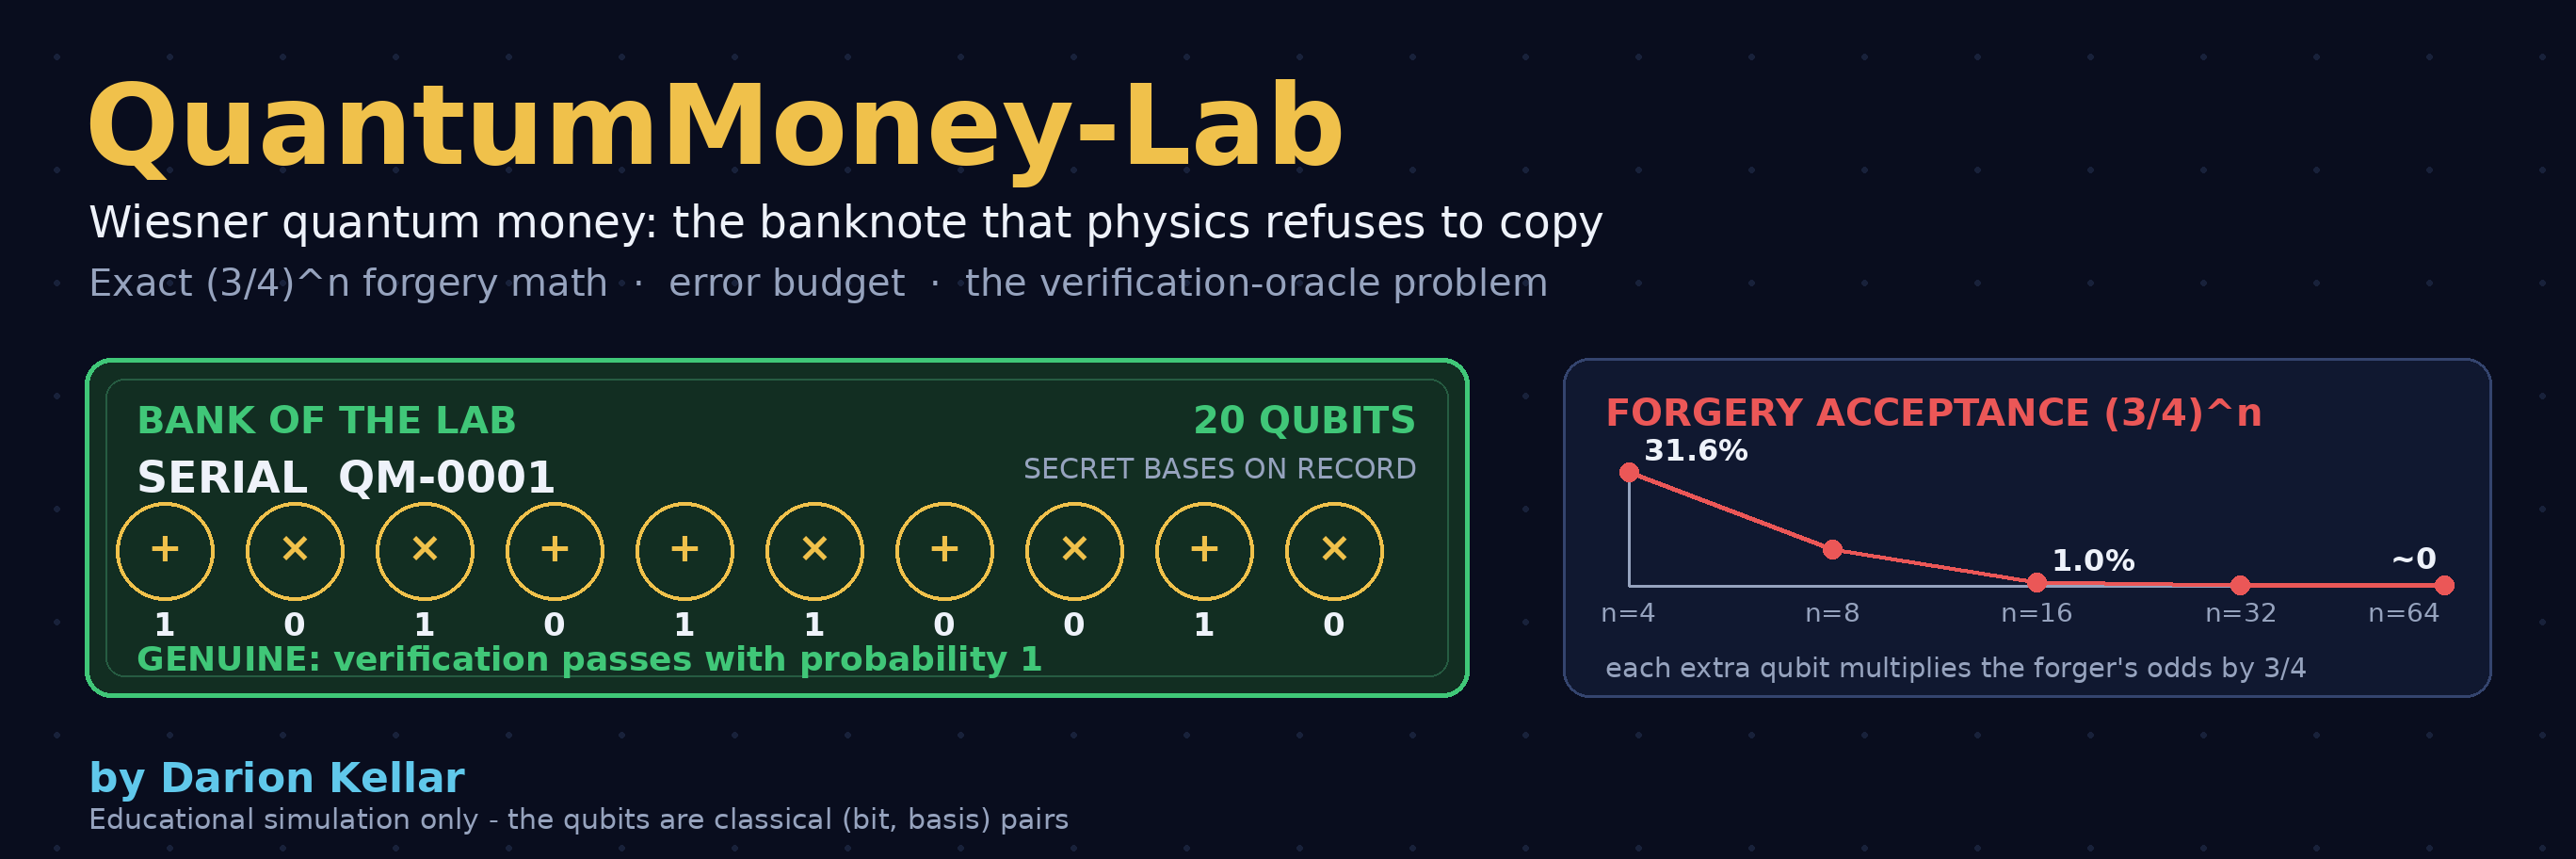 QuantumMoney-Lab
Wiesner quantum money: the banknote that physics refuses to copy
Exact (3/4)^n forgery math · error budget · the verification-oracle problem
BANK OF THE LAB
20 QUBITS
SERIAL QM-0001
SECRET BASES ON RECORD
+ × × + + × + × + ×
1 0 1 0 1 1 0 0 1 0
GENUINE: verification passes with probability 1
FORGERY ACCEPTANCE (3/4)^n
31.6%
1.0%
~0
n=4 n=8 n=16 n=32 n=64
each extra qubit multiplies the forger's odds by 3/4
by Darion Kellar
Educational simulation only - the qubits are classical (bit, basis) pairs